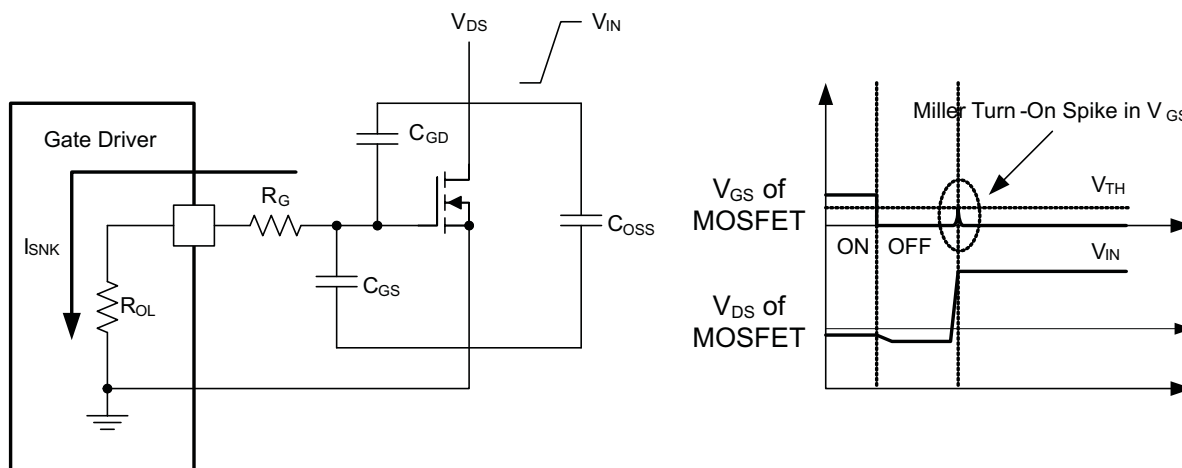 VDS
VIN
Gate Driver
CGD
RG
ISNK
COSS
CGS
ROL
Miller Turn -On Spike in V GS
VGS of
MOSFET
VTH
ON
OFF
VIN
VDS of
MOSFET